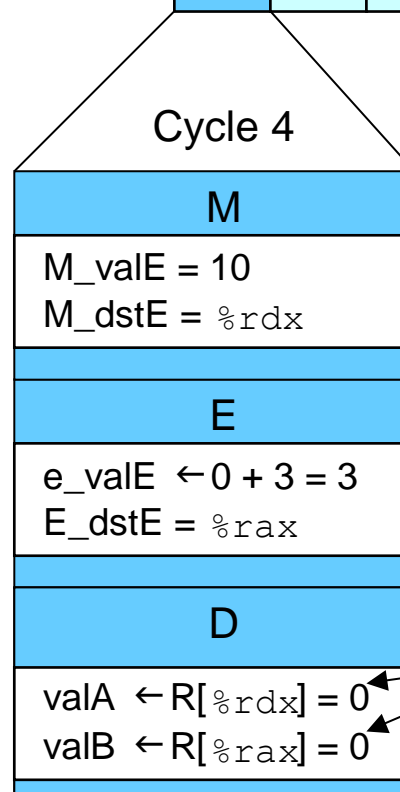 Cycle 4
M
M_valE = 10
M_dstE = %rdx
E
e_valE ← 0 + 3 = 3
E_dstE = %rax
D
valA ← R[%rdx] = 0
valB ← R[%rax] = 0